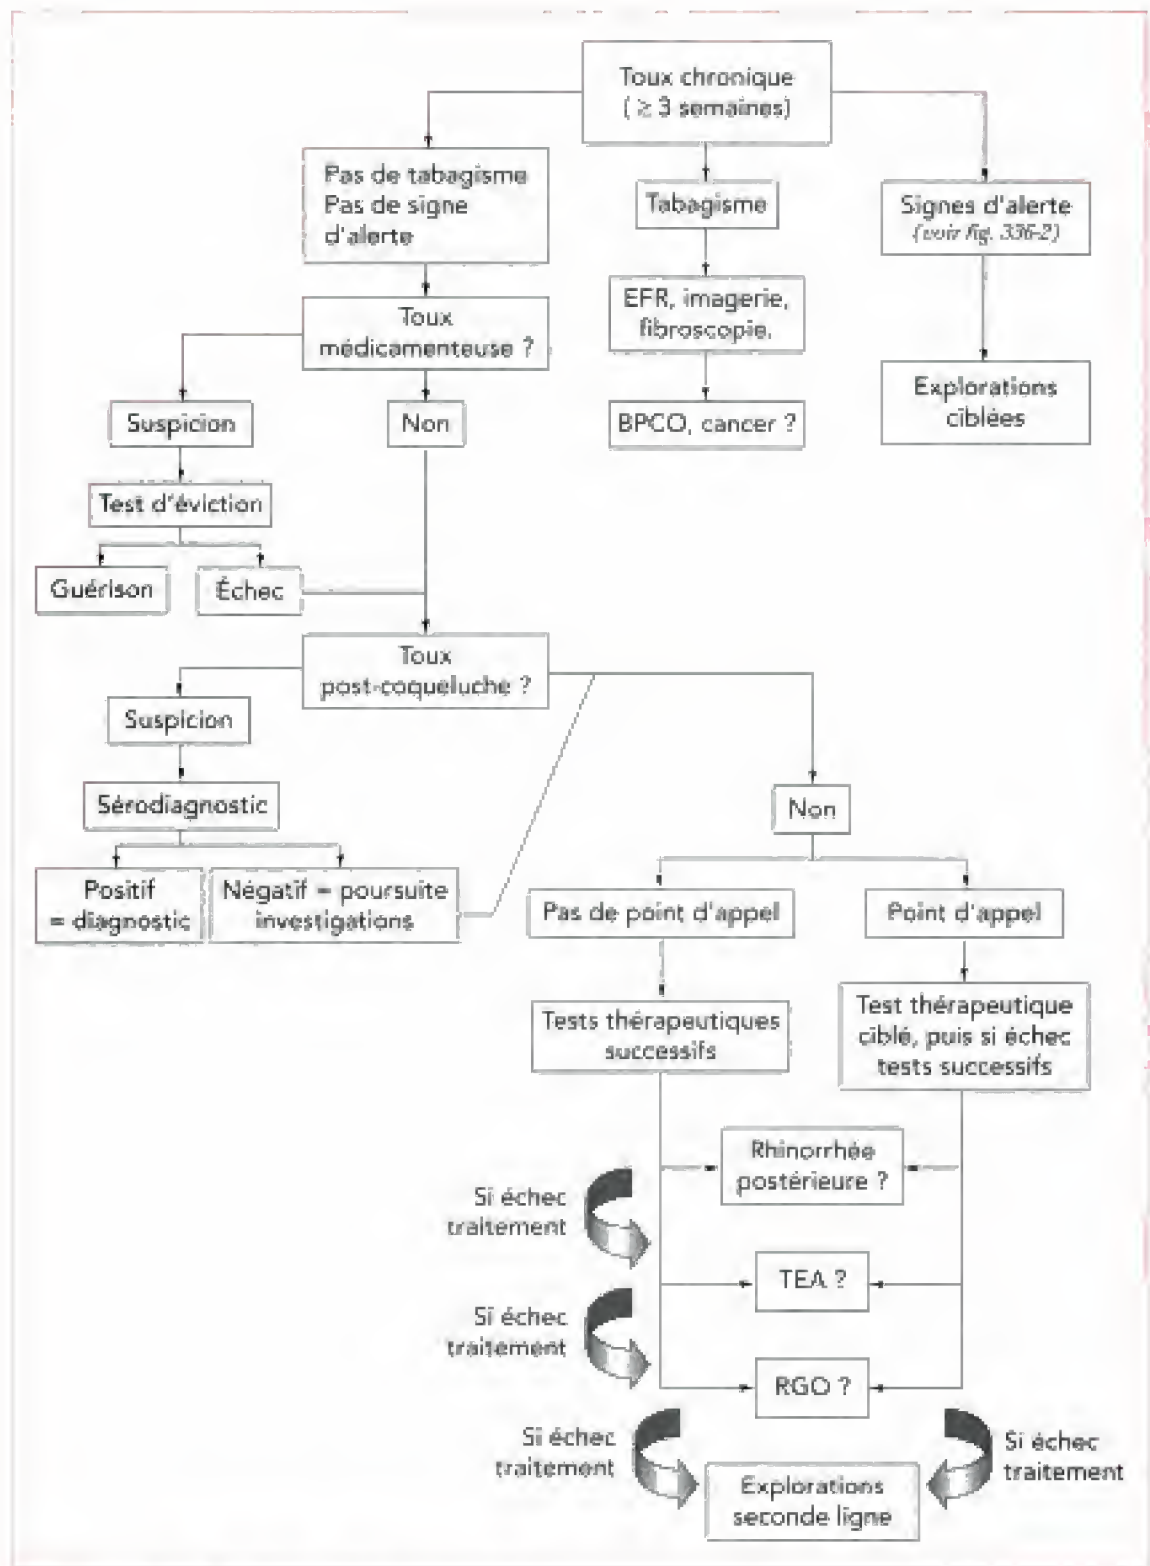 Toux chronique
( ≥ 3 semaines)
Pas de tabagisme
Pas de signe
d'alerte
Tabagisme
Signes d'alerte
(voir fig. 336-2)
EFR, imagerie,
fibroscopie.
Toux
médicamenteuse ?
Explorations
ciblées
Suspicion
Non
BPCO, cancer ?
Test d'éviction
Guérison
Échec
Toux
post-coqueluche ?
Suspicion
Sérodiagnostic
Non
Positif
= diagnostic
Négatif = poursuite
investigations
Pas de point d'appel
Point d'appel
Tests thérapeutiques
successifs
Test thérapeutique
ciblé, puis si échec
tests successifs
Rhinorrhée
postérieure ?
Si échec
traitement
TEA ?
Si échec
traitement
RGO ?
Si échec
traitement
Si échec
traitement
Explorations
seconde ligne